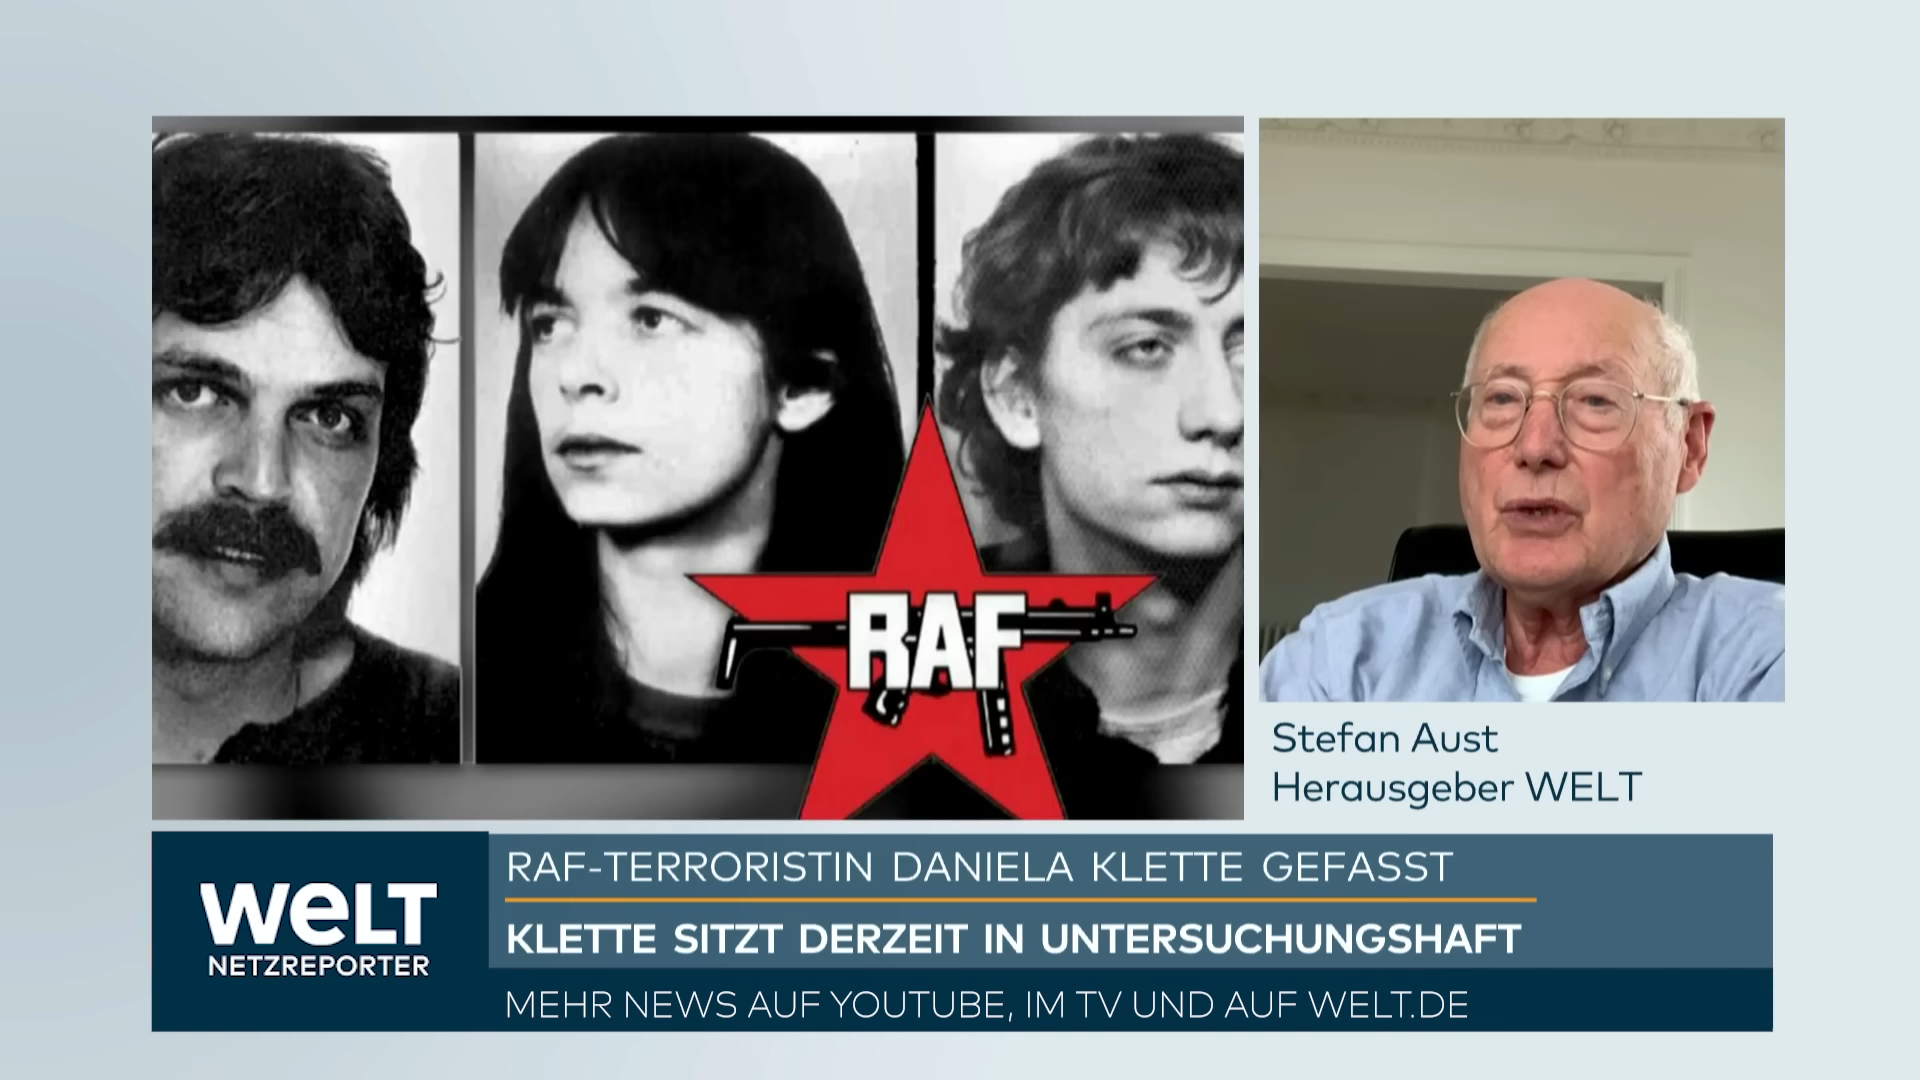 RAF
Stefan Aust
Herausgeber WELT
WELT
NETZREPORTER
RAF-TERRORISTIN DANIELA KLETTE GEFASST
KLETTE SITZT DERZEIT IN UNTERSUCHUNGSHAFT
MEHR NEWS AUF YOUTUBE, IM TV UND AUF WELT.DE